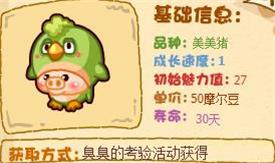 基础信息:
品种: 美美猪
成长速度: 1
初始魅力值: 27
单价: 50摩尔豆
寿命: 30天
获取方式: 臭臭的考验活动获得